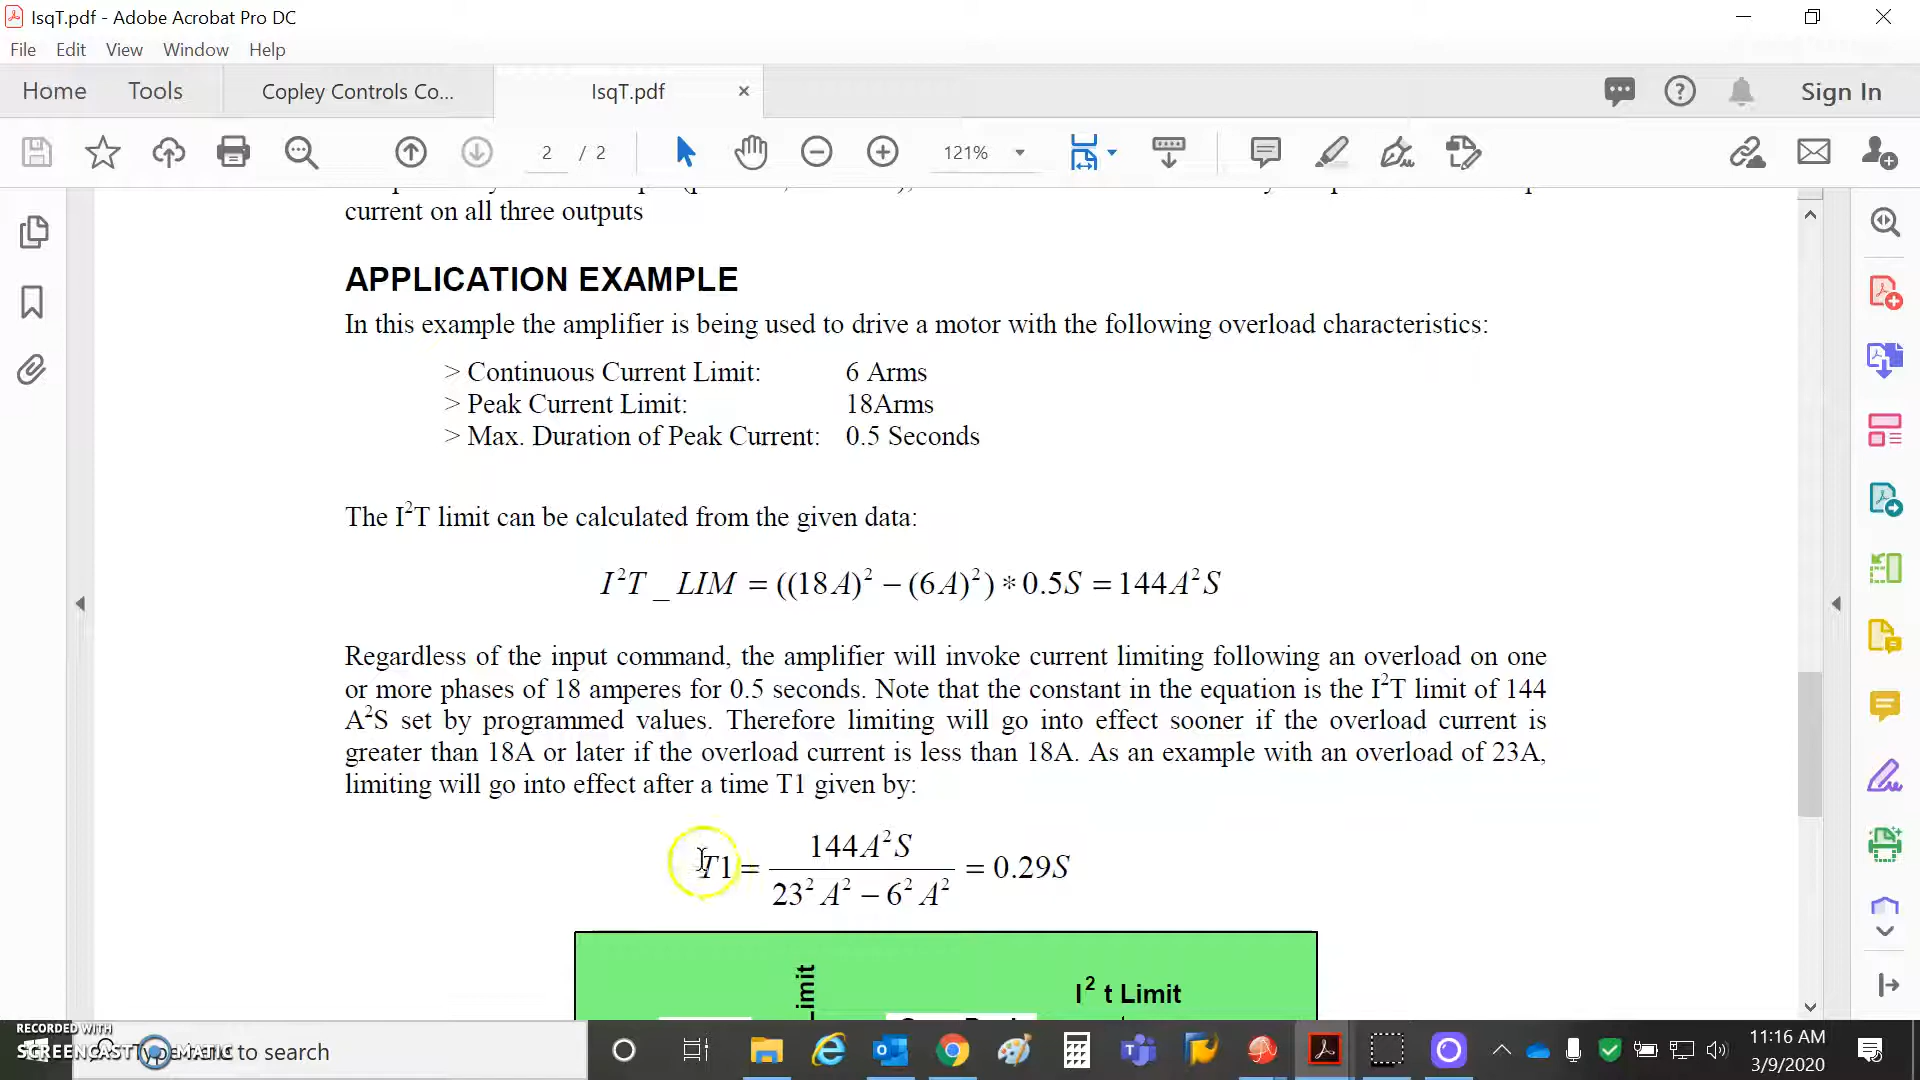 IsqT.pdf - Adobe Acrobat Pro DC
File Edit View Window Help
Home Tools Copley Controls Co... IsqT.pdf × Sign In
2 / 2 121%
current on all three outputs
APPLICATION EXAMPLE
In this example the amplifier is being used to drive a motor with the following overload characteristics:
> Continuous Current Limit: 6 Arms
> Peak Current Limit: 18Arms
> Max. Duration of Peak Current: 0.5 Seconds
The I²T limit can be calculated from the given data:
I²T _ LIM = ((18A)² − (6A)²) * 0.5S = 144A²S
Regardless of the input command, the amplifier will invoke current limiting following an overload on one
or more phases of 18 amperes for 0.5 seconds. Note that the constant in the equation is the I²T limit of 144
A²S set by programmed values. Therefore limiting will go into effect sooner if the overload current is
greater than 18A or later if the overload current is less than 18A. As an example with an overload of 23A,
limiting will go into effect after a time T1 given by:
T1 = 144A²S / 23² A² − 6² A² = 0.29S
I² t Limit
RECORDED WITH
SCREENCAST MATIC
Type here to search
11:16 AM
3/9/2020